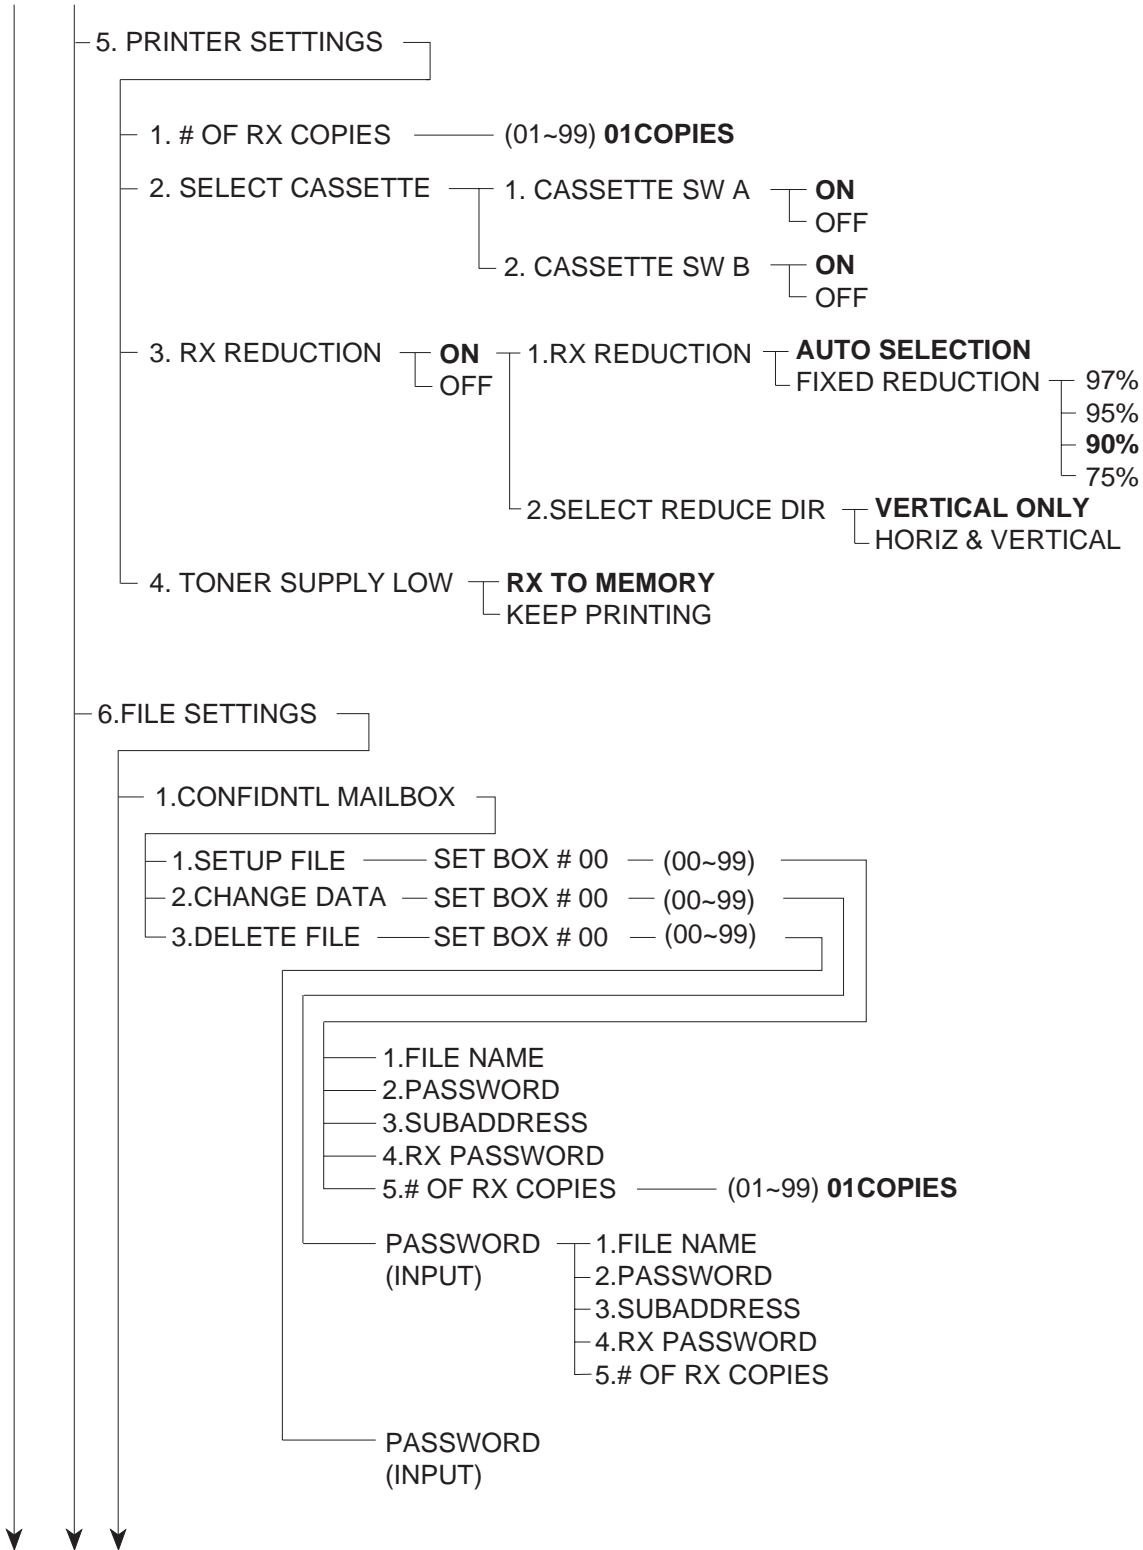 5. PRINTER SETTINGS
1. # OF RX COPIES (01~99) 01COPIES
2. SELECT CASSETTE 1. CASSETTE SW A ON
OFF
2. CASSETTE SW B ON
OFF
3. RX REDUCTION ON 1.RX REDUCTION AUTO SELECTION
OFF FIXED REDUCTION 97%
95%
90%
75%
2.SELECT REDUCE DIR VERTICAL ONLY
HORIZ & VERTICAL
4. TONER SUPPLY LOW RX TO MEMORY
KEEP PRINTING
6.FILE SETTINGS
1.CONFIDNTL MAILBOX
1.SETUP FILE SET BOX # 00 (00~99)
2.CHANGE DATA SET BOX # 00 (00~99)
3.DELETE FILE SET BOX # 00 (00~99)
1.FILE NAME
2.PASSWORD
3.SUBADDRESS
4.RX PASSWORD
5.# OF RX COPIES (01~99) 01COPIES
PASSWORD 1.FILE NAME
(INPUT) 2.PASSWORD
3.SUBADDRESS
4.RX PASSWORD
5.# OF RX COPIES
PASSWORD
(INPUT)